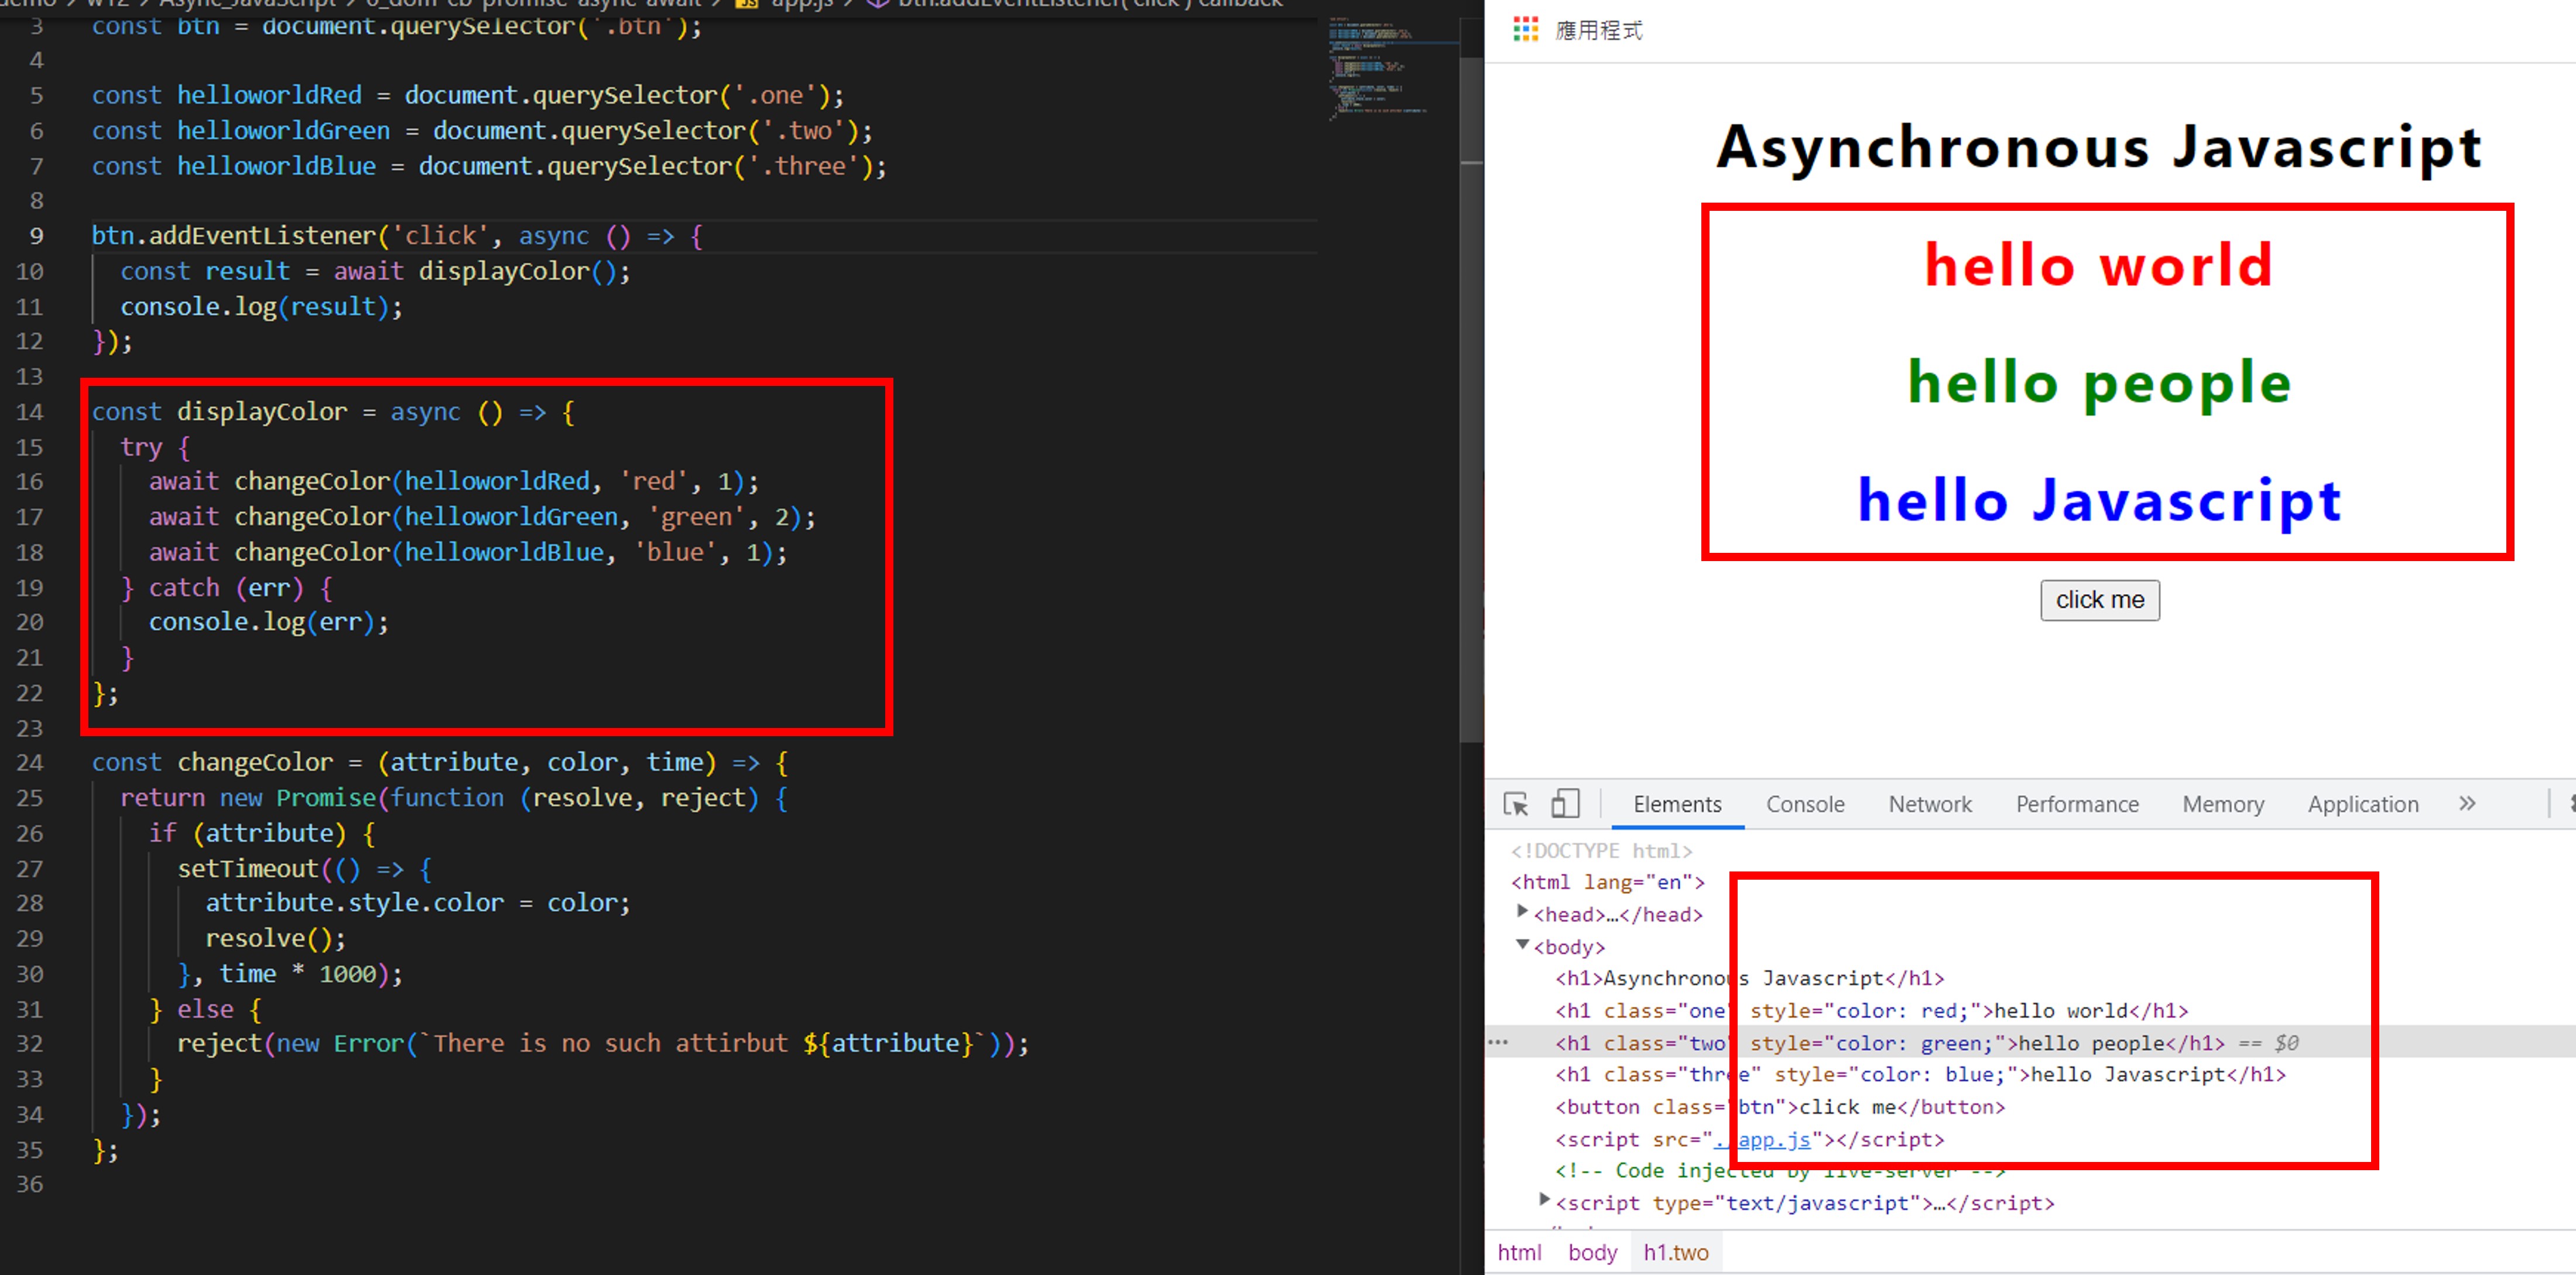 demo > w12 > Async_JavaScript > 6_dom-cb-promise-async-await > JS app.js > btn.addEventListener('click') callback
3 const btn = document.querySelector('.btn');
4
5 const helloworldRed = document.querySelector('.one');
6 const helloworldGreen = document.querySelector('.two');
7 const helloworldBlue = document.querySelector('.three');
8
9 btn.addEventListener('click', async () => {
10 const result = await displayColor();
11 console.log(result);
12 });
13
14 const displayColor = async () => {
15 try {
16 await changeColor(helloworldRed, 'red', 1);
17 await changeColor(helloworldGreen, 'green', 2);
18 await changeColor(helloworldBlue, 'blue', 1);
19 } catch (err) {
20 console.log(err);
21 }
22 };
23
24 const changeColor = (attribute, color, time) => {
25 return new Promise(function (resolve, reject) {
26 if (attribute) {
27 setTimeout(() => {
28 attribute.style.color = color;
29 resolve();
30 }, time * 1000);
31 } else {
32 reject(new Error(`There is no such attirbut ${attribute}`));
33 }
34 });
35 };
36
應用程式
Asynchronous Javascript
hello world
hello people
hello Javascript
click me
Elements Console Network Performance Memory Application »
<!DOCTYPE html>
<html lang="en">
<head>…</head>
<body>
<h1>Asynchronous Javascript</h1>
<h1 class="one" style="color: red;">hello world</h1>
<h1 class="two" style="color: green;">hello people</h1> == $0
<h1 class="three" style="color: blue;">hello Javascript</h1>
<button class="btn">click me</button>
<script src="./app.js"></script>
<!-- Code injected by live-server -->
<script type="text/javascript">…</script>
html body h1.two